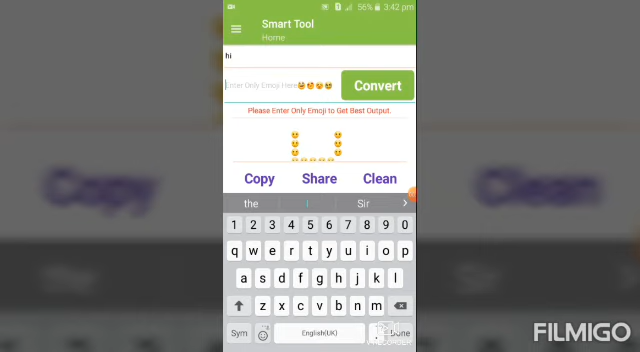 56% 3:42 pm
Smart Tool
Home
hi
Enter Only Emoji Here😂🤣😉😍
Convert
Please Enter Only Emoji to Get Best Output.
Copy Share Clean
the i Sir
1 2 3 4 5 6 7 8 9 0
q w e r t y u i o p
a s d f g h j k l
z x c v b n m
Sym English(UK) . Done
FILMIGO
Copy
Clean